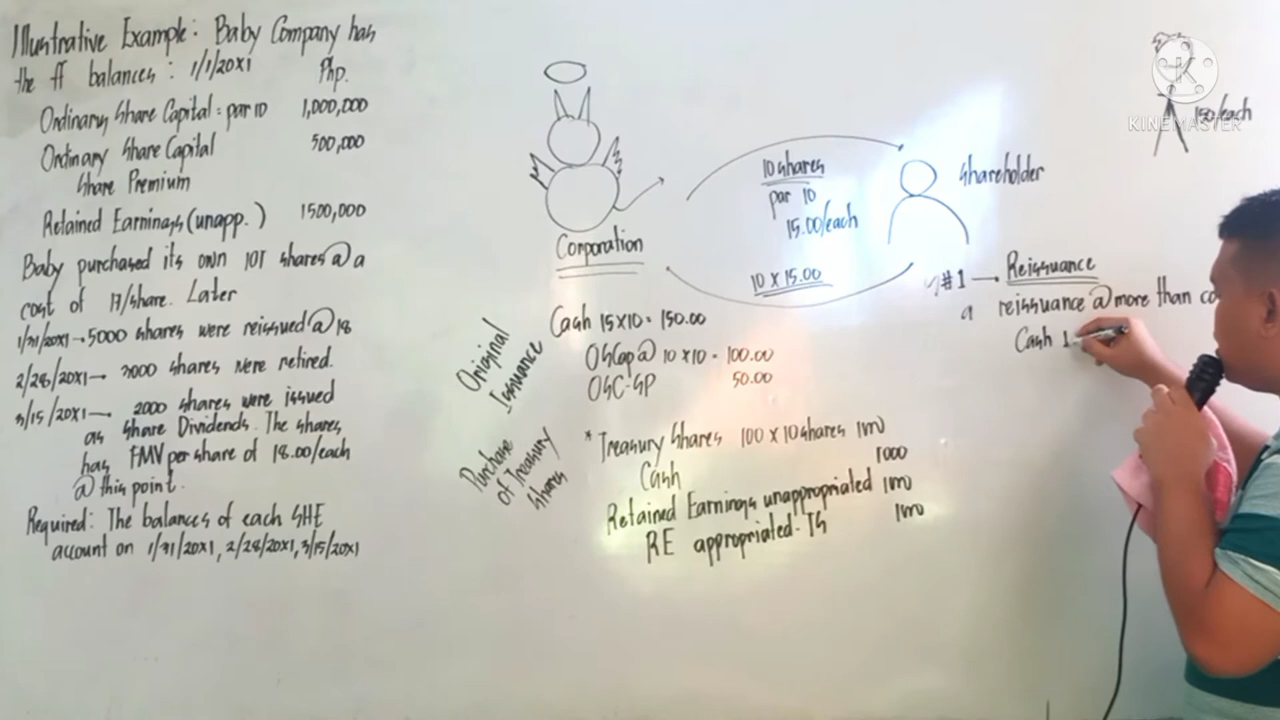 Illustrative Example: Baby Company has
the ff balances: 1/1/20X1 Php.
Ordinary Share Capital: par 10 1,000,000
Ordinary Share Capital 500,000
Share Premium
Retained Earnings (unapp.) 1500,000
Baby purchased its own 10T shares @ a
cost of 17/share. Later
1/31/20X1 → 5000 shares were reissued @ 18
2/28/20X1 → 3000 shares were retired.
3/15/20X1 → 2000 shares were issued
as share Dividends. The shares
has FMV per share of 18.00/each
@ this point.
Required: The balances of each SHE
account on 1/31/20X1, 2/28/20X1, 3/15/20X1
Corporation
10 shares
par 10
15.00/each
10 x 15.00
Shareholder
150/each
KINEMASTER
K
Original
Issuance
Cash 15x10 = 150.00
OSCap @ 10 x 10 = 100.00
OSC-SP 50.00
Purchase
of Treasury
Shares
* Treasury Shares 100 x 10 shares 1000
Cash 1000
Retained Earnings unappropriated 1000
RE appropriated - TS 1000
#1 → Reissuance
a reissuance @ more than co
Cash 1